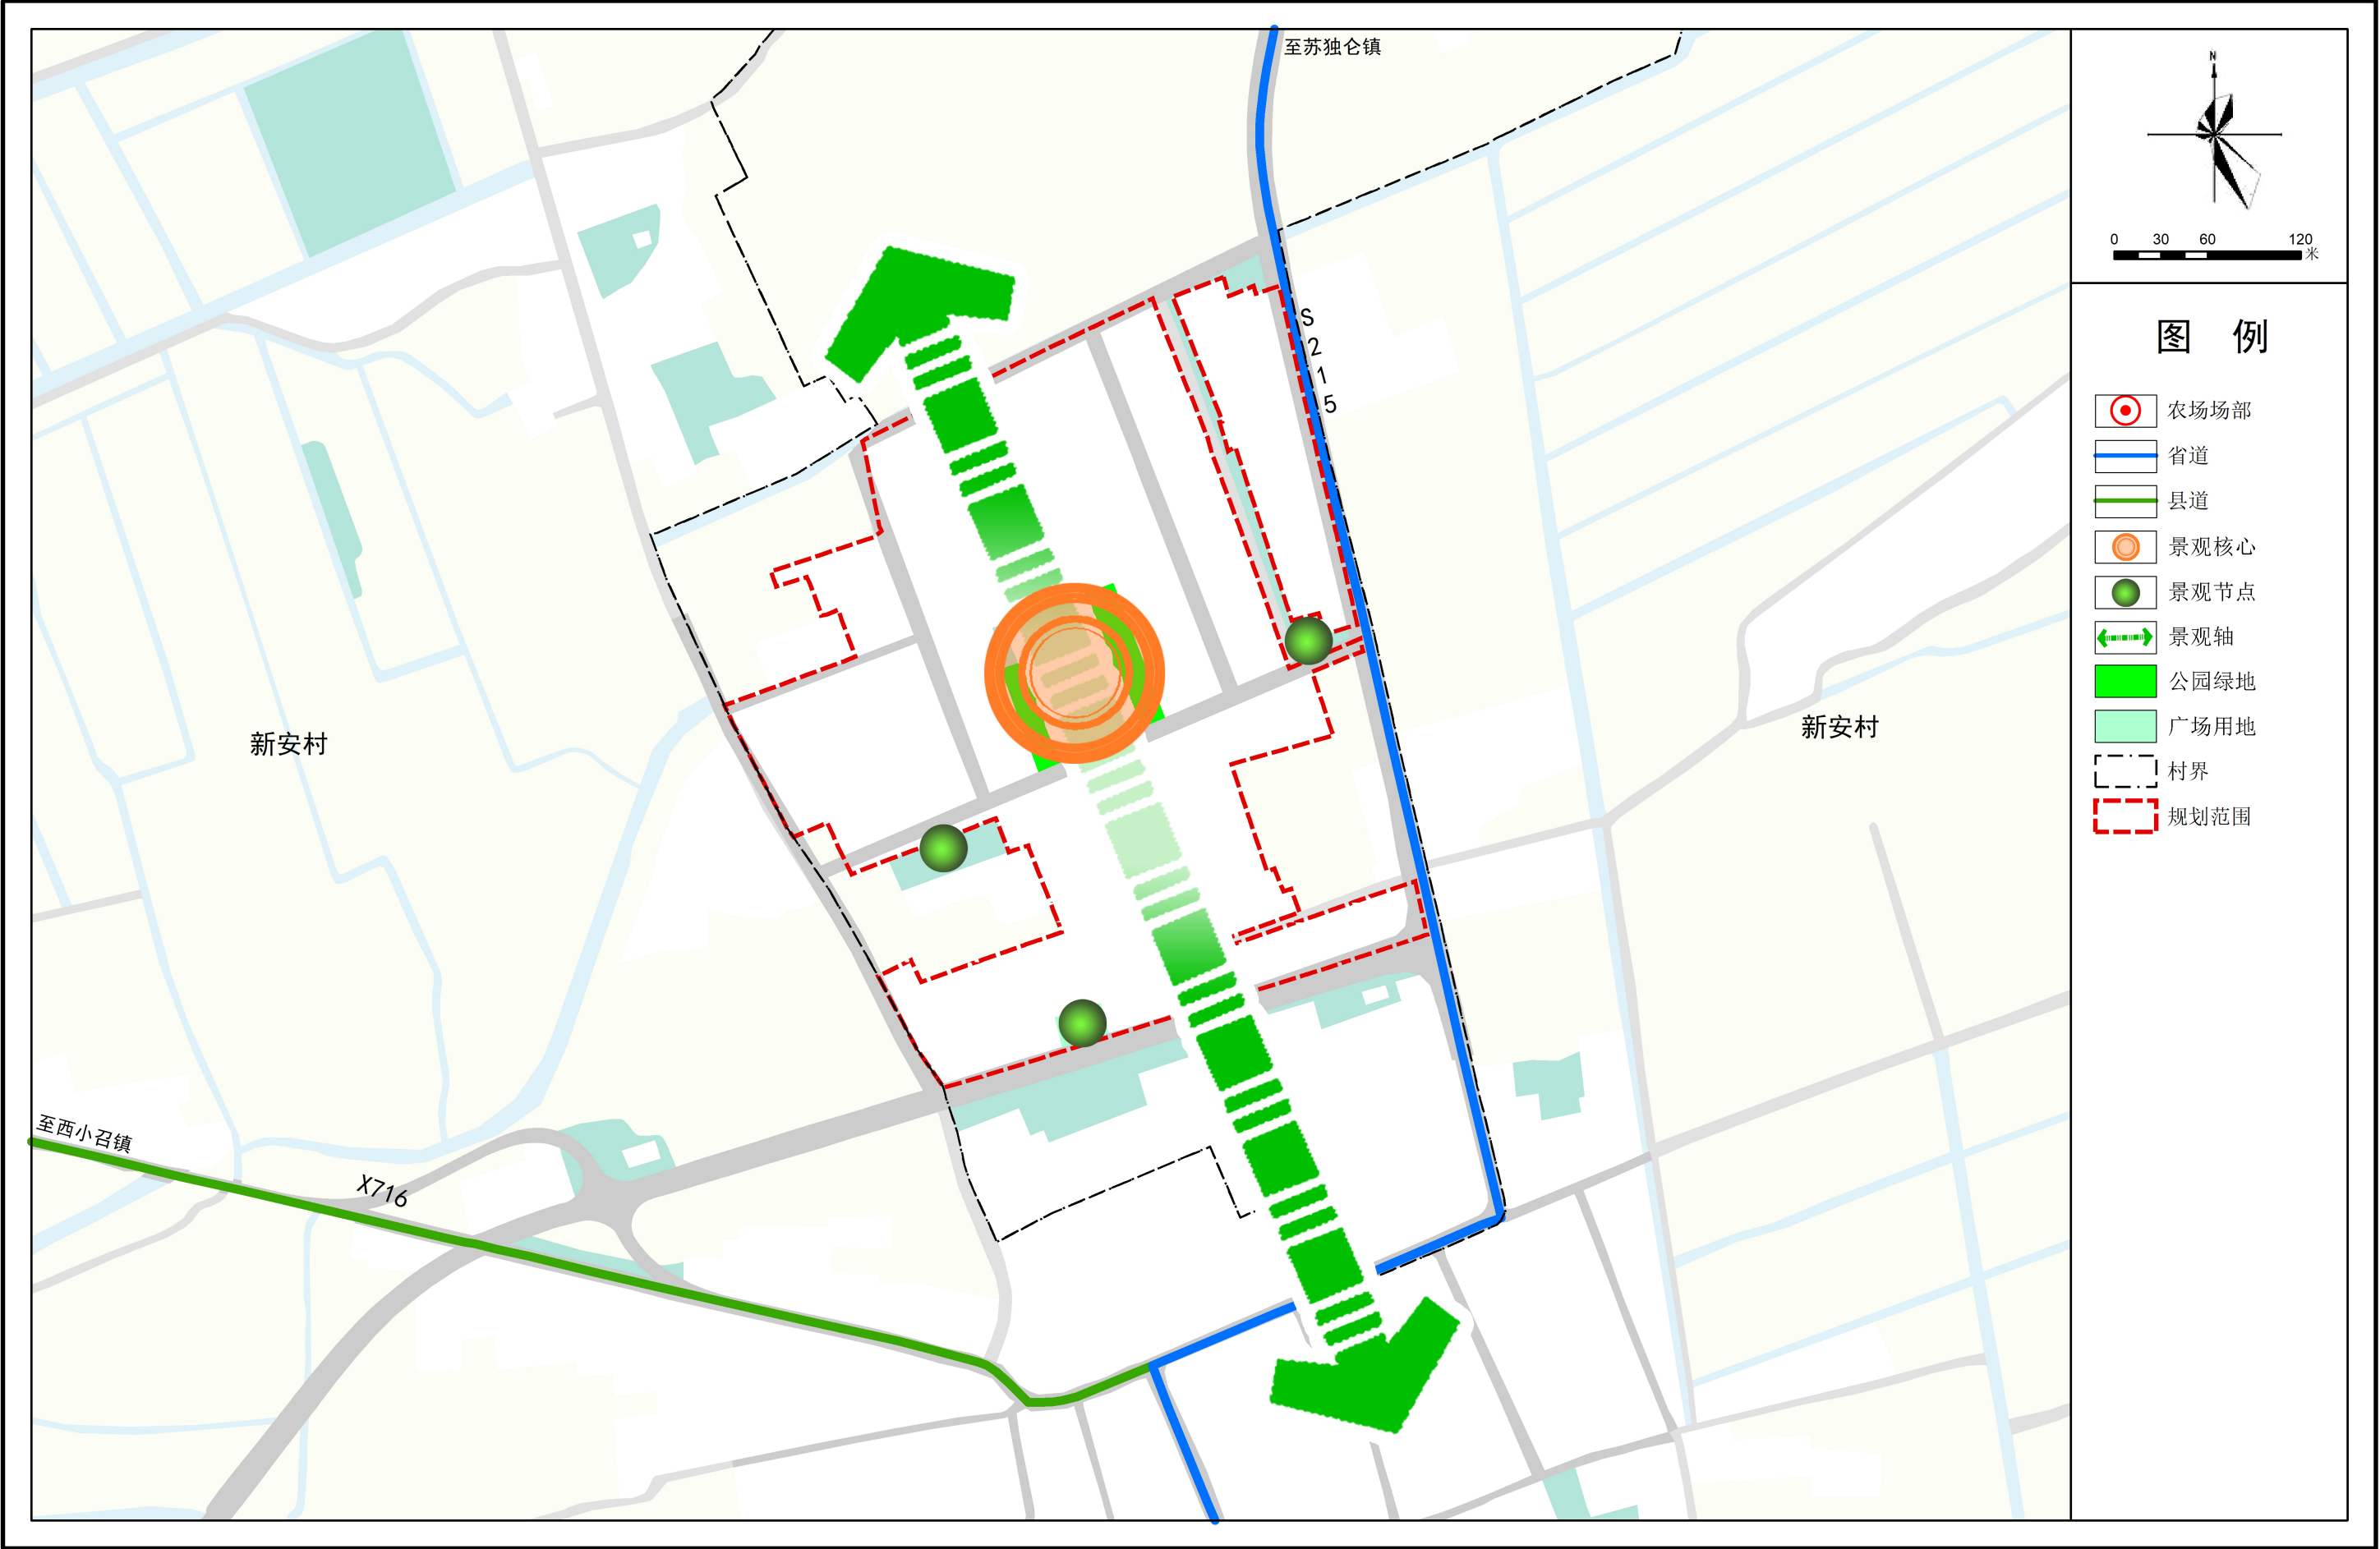 至苏独仑镇
S215
新安村
新安村
至西小召镇
X716
N
0 30 60 120
米
图 例
农场场部
省道
县道
景观核心
景观节点
景观轴
公园绿地
广场用地
村界
规划范围